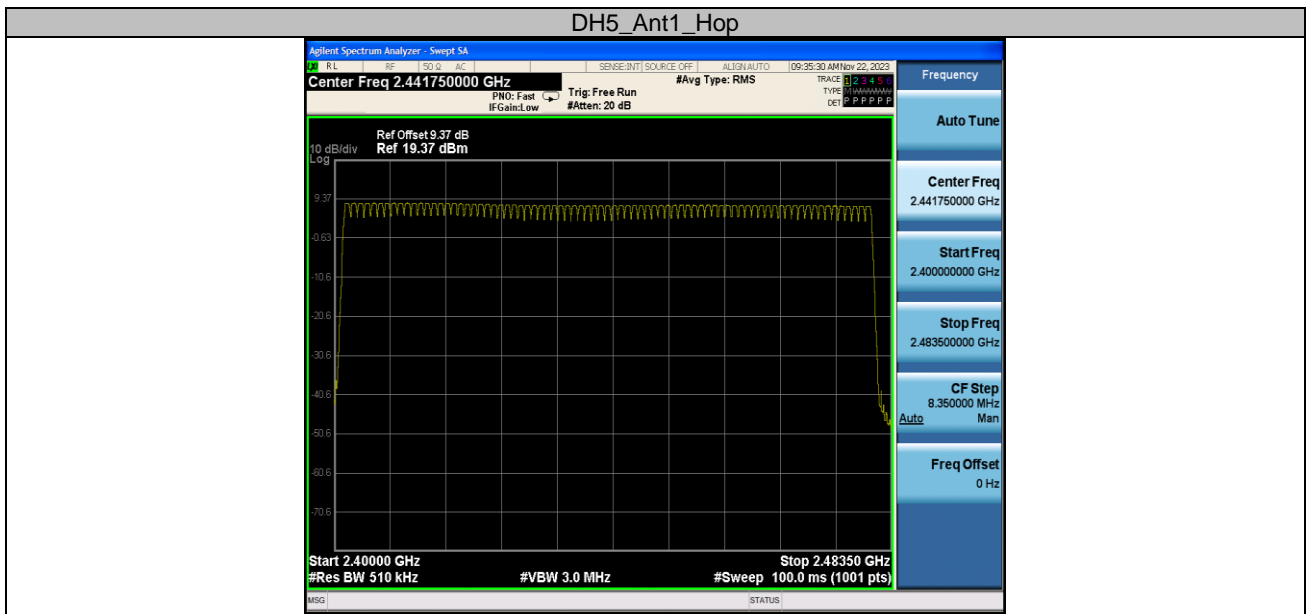 DH5_Ant1_Hop
Agilent Spectrum Analyzer - Swept SA
RL RF 50 Ω AC SENSE:INT SOURCE OFF ALIGN AUTO 09:35:30 AM Nov 22, 2023
Center Freq 2.441750000 GHz
PNO: Fast
IFGain:Low
Trig: Free Run
#Atten: 20 dB
#Avg Type: RMS
TRACE 1 2 3 4 5 6
TYPE M WWWWW
DET P P P P P P
Ref Offset 9.37 dB
10 dB/div Ref 19.37 dBm
Log
9.37
-0.63
-10.6
-20.6
-30.6
-40.6
-50.6
-60.6
-70.6
Start 2.40000 GHz Stop 2.48350 GHz
#Res BW 510 kHz #VBW 3.0 MHz #Sweep 100.0 ms (1001 pts)
MSG STATUS
Frequency
Auto Tune
Center Freq
2.441750000 GHz
Start Freq
2.400000000 GHz
Stop Freq
2.483500000 GHz
CF Step
8.350000 MHz
Auto Man
Freq Offset
0 Hz